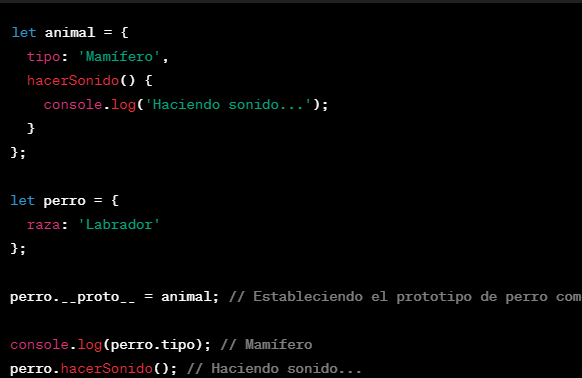 let animal = {
  tipo: 'Mamífero',
  hacerSonido() {
    console.log('Haciendo sonido...');
  }
};
let perro = {
  raza: 'Labrador'
};
perro.__proto__ = animal; // Estableciendo el prototipo de perro com
console.log(perro.tipo); // Mamífero
perro.hacerSonido(); // Haciendo sonido...